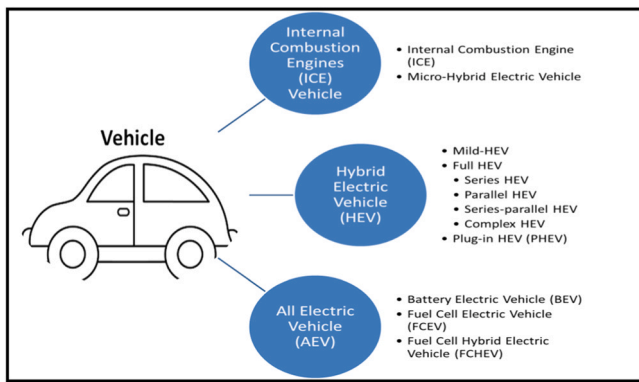 Vehicle
Internal
Combustion
Engines
(ICE)
Vehicle
• Internal Combustion Engine
(ICE)
• Micro-Hybrid Electric Vehicle
Hybrid
Electric
Vehicle
(HEV)
• Mild-HEV
• Full HEV
• Series HEV
• Parallel HEV
• Series-parallel HEV
• Complex HEV
• Plug-in HEV (PHEV)
All Electric
Vehicle
(AEV)
• Battery Electric Vehicle (BEV)
• Fuel Cell Electric Vehicle
(FCEV)
• Fuel Cell Hybrid Electric
Vehicle (FCHEV)